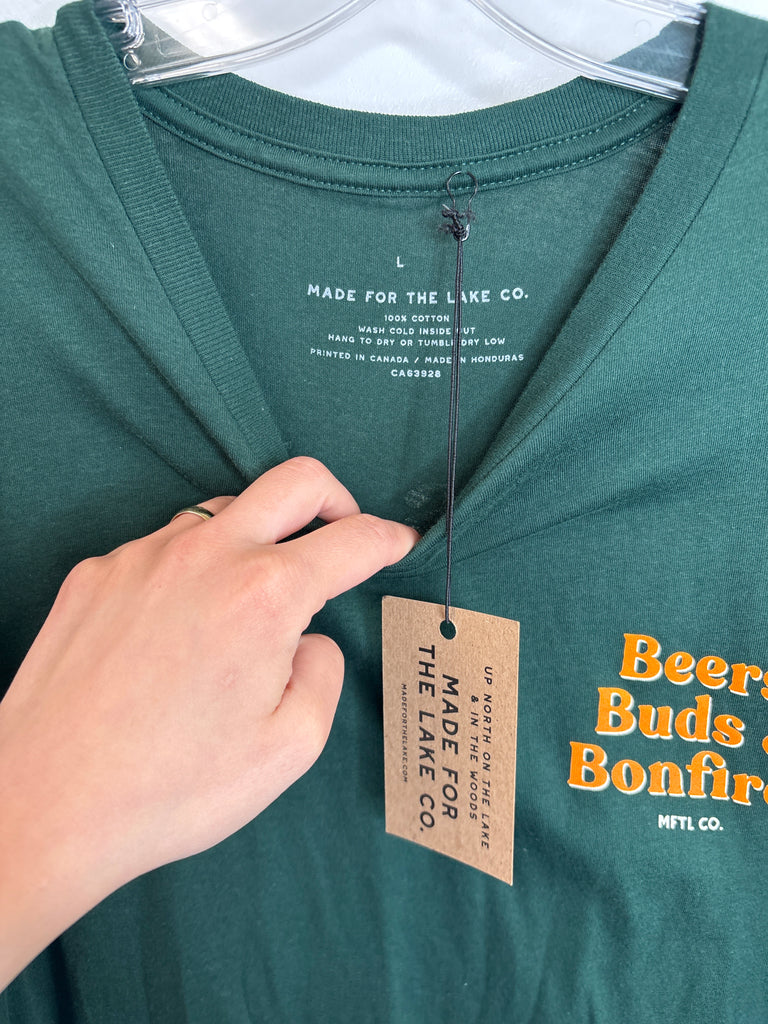 L
MADE FOR THE LAKE CO.
100% COTTON
WASH COLD INSIDE OUT
HANG TO DRY OR TUMBLE DRY LOW
PRINTED IN CANADA / MADE IN HONDURAS
CA63928
UP NORTH ON THE LAKE
& IN THE WOODS
MADE FOR
THE LAKE CO.
MADEFORTHELAKE.COM
Beers
Buds &
Bonfire
MFTL CO.